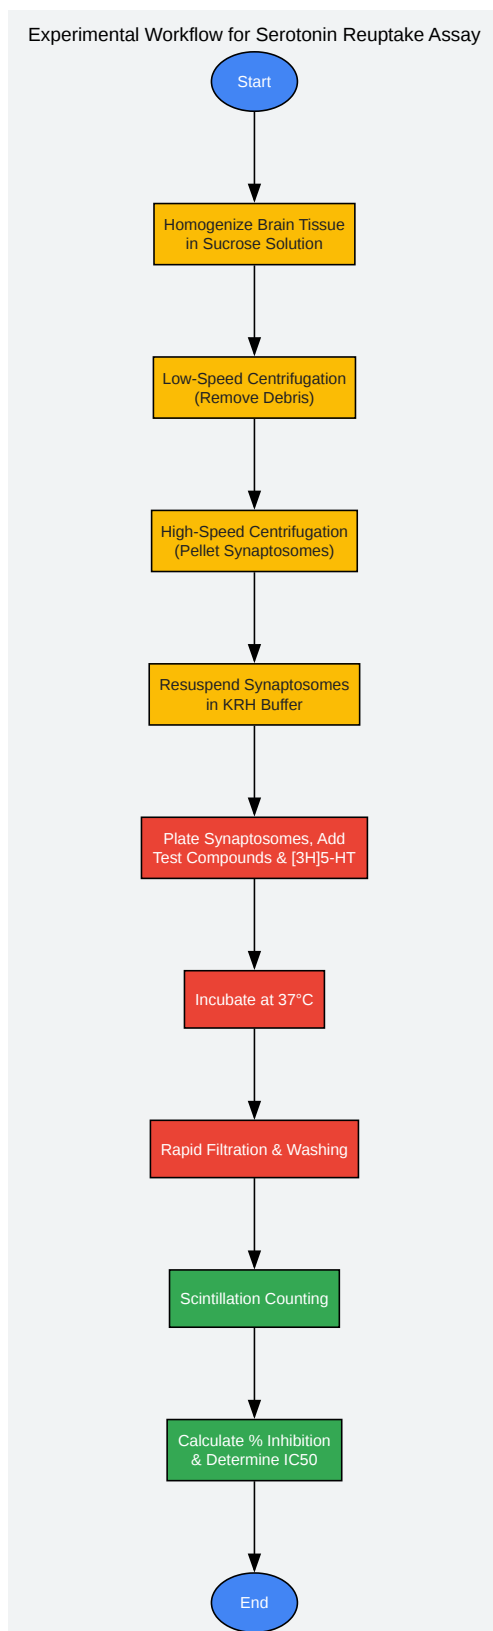 Experimental Workflow for Serotonin Reuptake Assay
Start
Homogenize Brain Tissue
in Sucrose Solution
Low-Speed Centrifugation
(Remove Debris)
High-Speed Centrifugation
(Pellet Synaptosomes)
Resuspend Synaptosomes
in KRH Buffer
Plate Synaptosomes, Add
Test Compounds & [3H]5-HT
Incubate at 37°C
Rapid Filtration & Washing
Scintillation Counting
Calculate % Inhibition
& Determine IC50
End